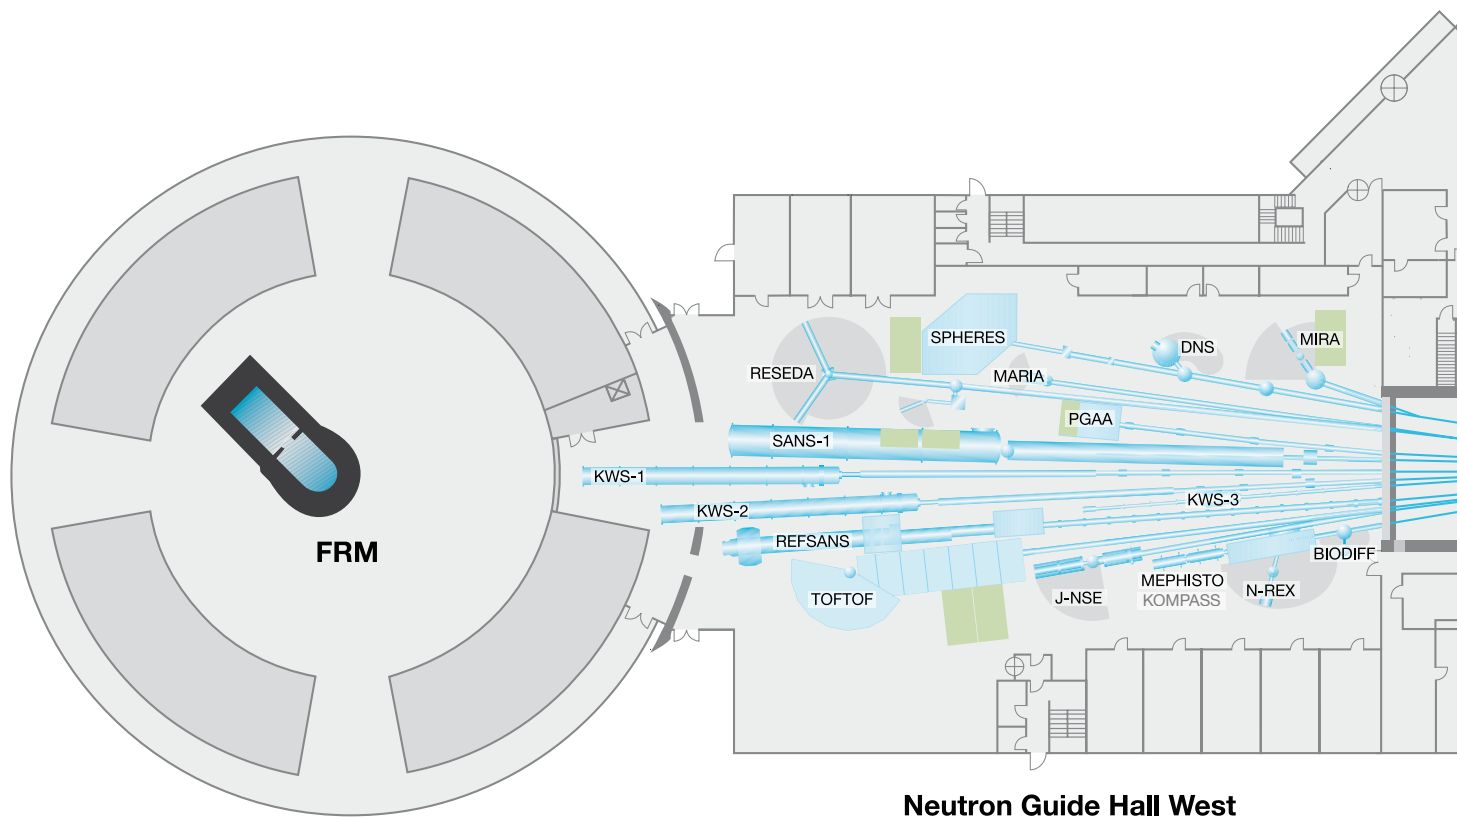 SPHERES
DNS
MIRA
RESEDA
MARIA
PGAA
SANS-1
KWS-1
KWS-3
KWS-2
REFSANS
FRM
BIODIFF
MEPHISTO
KOMPASS
N-REX
J-NSE
TOFTOF
Neutron Guide Hall West